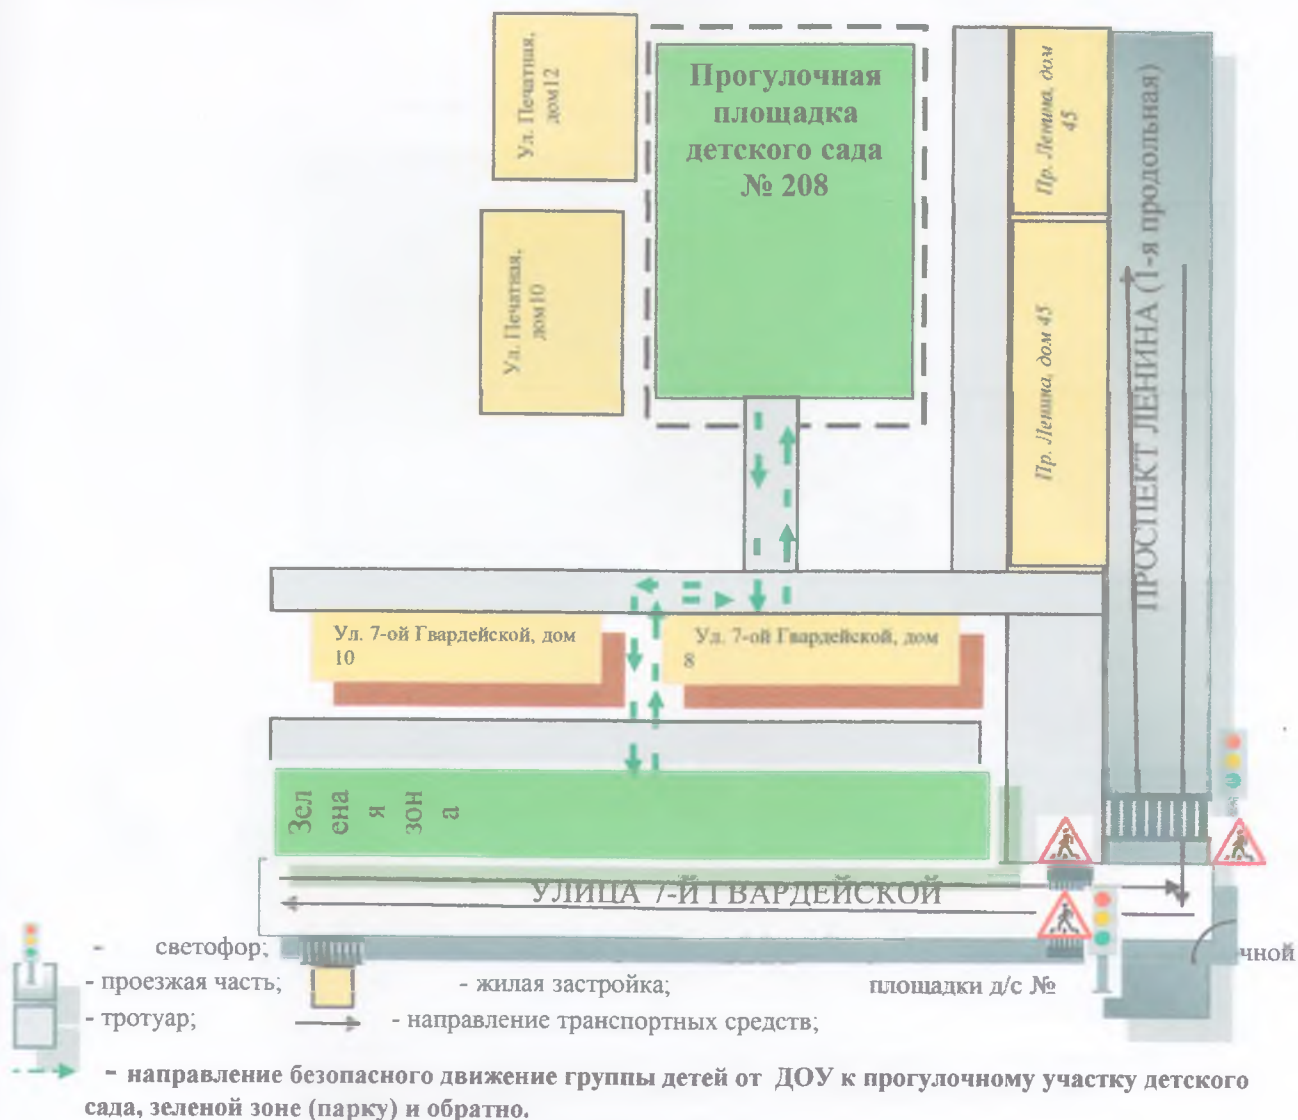 Ул. Печатная,
дом12
Прогулочная
площадка
детского сада
№ 208
Пр. Ленина, дом
45
Ул. Печатная,
дом10
Пр. Ленина, дом 45
ПРОСПЕКТ ЛЕНИНА (1-я продольная)
Ул. 7-ой Гвардейской, дом
10
Ул. 7-ой Гвардейской, дом
8
Зел
ена
я
зон
а
УЛИЦА 7-Й ГВАРДЕЙСКОЙ
- светофор;
чной
- проезжая часть;
- жилая застройка;
площадки д/с №
- тротуар;
- направление транспортных средств;
- направление безопасного движение группы детей от ДОУ к прогулочному участку детского
сада, зеленой зоне (парку) и обратно.